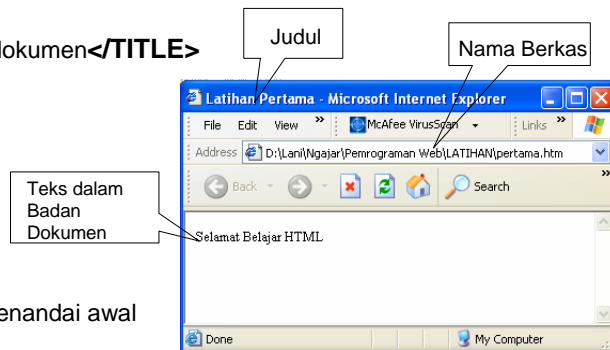 Judul
Nama Berkas
dokumen</TITLE>
Latihan Pertama - Microsoft Internet Explorer
File Edit View » McAfee VirusScan Links »
Address D:\Lani\Ngajar\Pemrograman Web\LATIHAN\pertama.htm
Back Search »
Teks dalam
Badan
Dokumen
Selamat Belajar HTML
enandai awal
Done My Computer